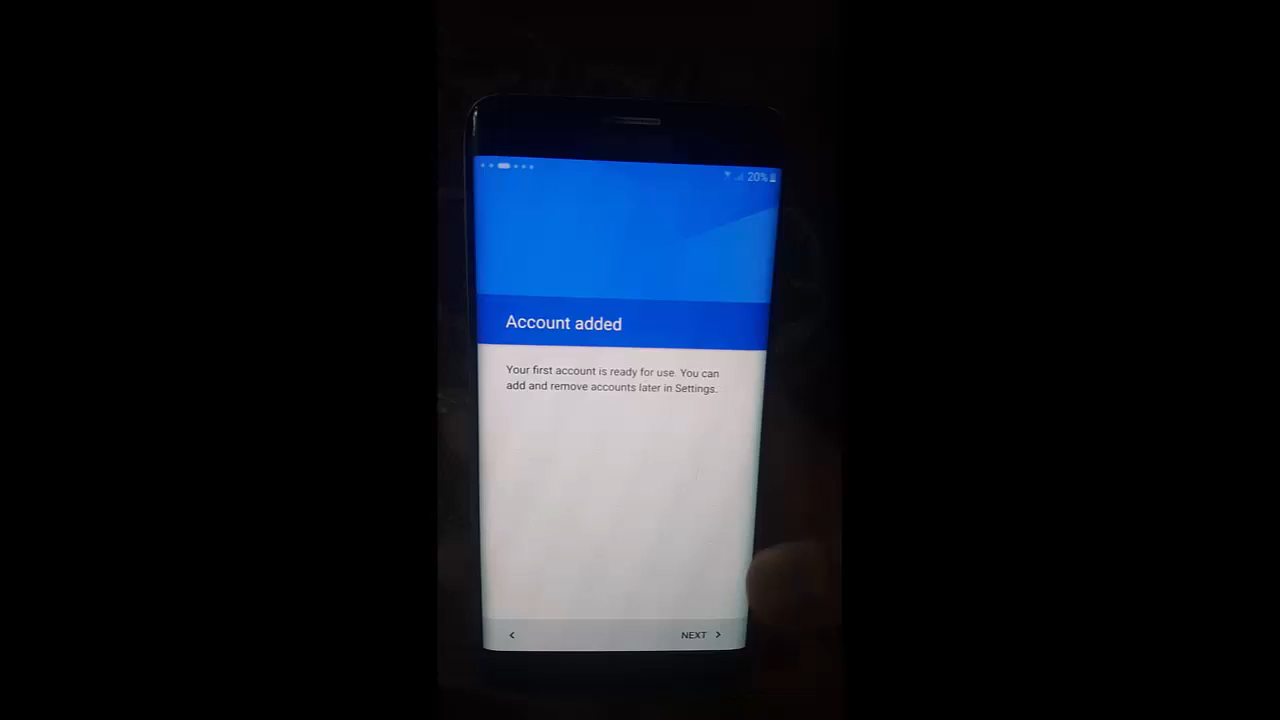 20%
Account added
Your first account is ready for use. You can
add and remove accounts later in Settings.
NEXT